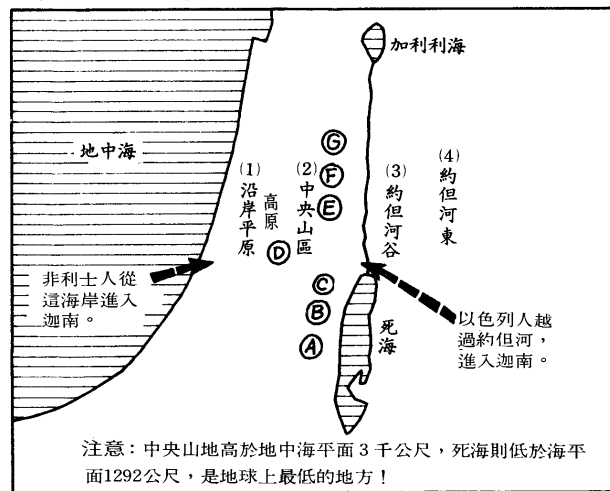 加利利海
地中海
(1)沿岸平原
高原
(2)中央山區
(3)約但河谷
(4)約但河東
G
F
E
D
C
B
A
非利士人從
這海岸進入
迦南。
死海
以色列人越
過約但河，
進入迦南。
注意：中央山地高於地中海平面3千公尺，死海則低於海平
面1292公尺，是地球上最低的地方！